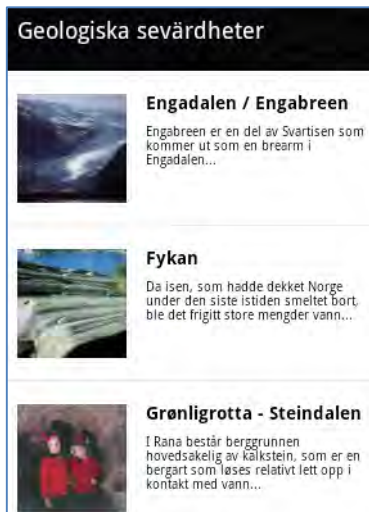 Geologiska sevärdheter
Engadalen / Engabreen
Engabreen er en del av Svartisen som
kommer ut som en brearm i
Engadalen...
Fykan
Da isen, som hadde dekket Norge
under den siste istiden smeltet bort,
ble det frigitt store mengder vann...
Grønligrotta - Steindalen
I Rana består berggrunnen
hovedsakelig av kalkstein, som er en
bergart som løses relativt lett opp i
kontakt med vann...